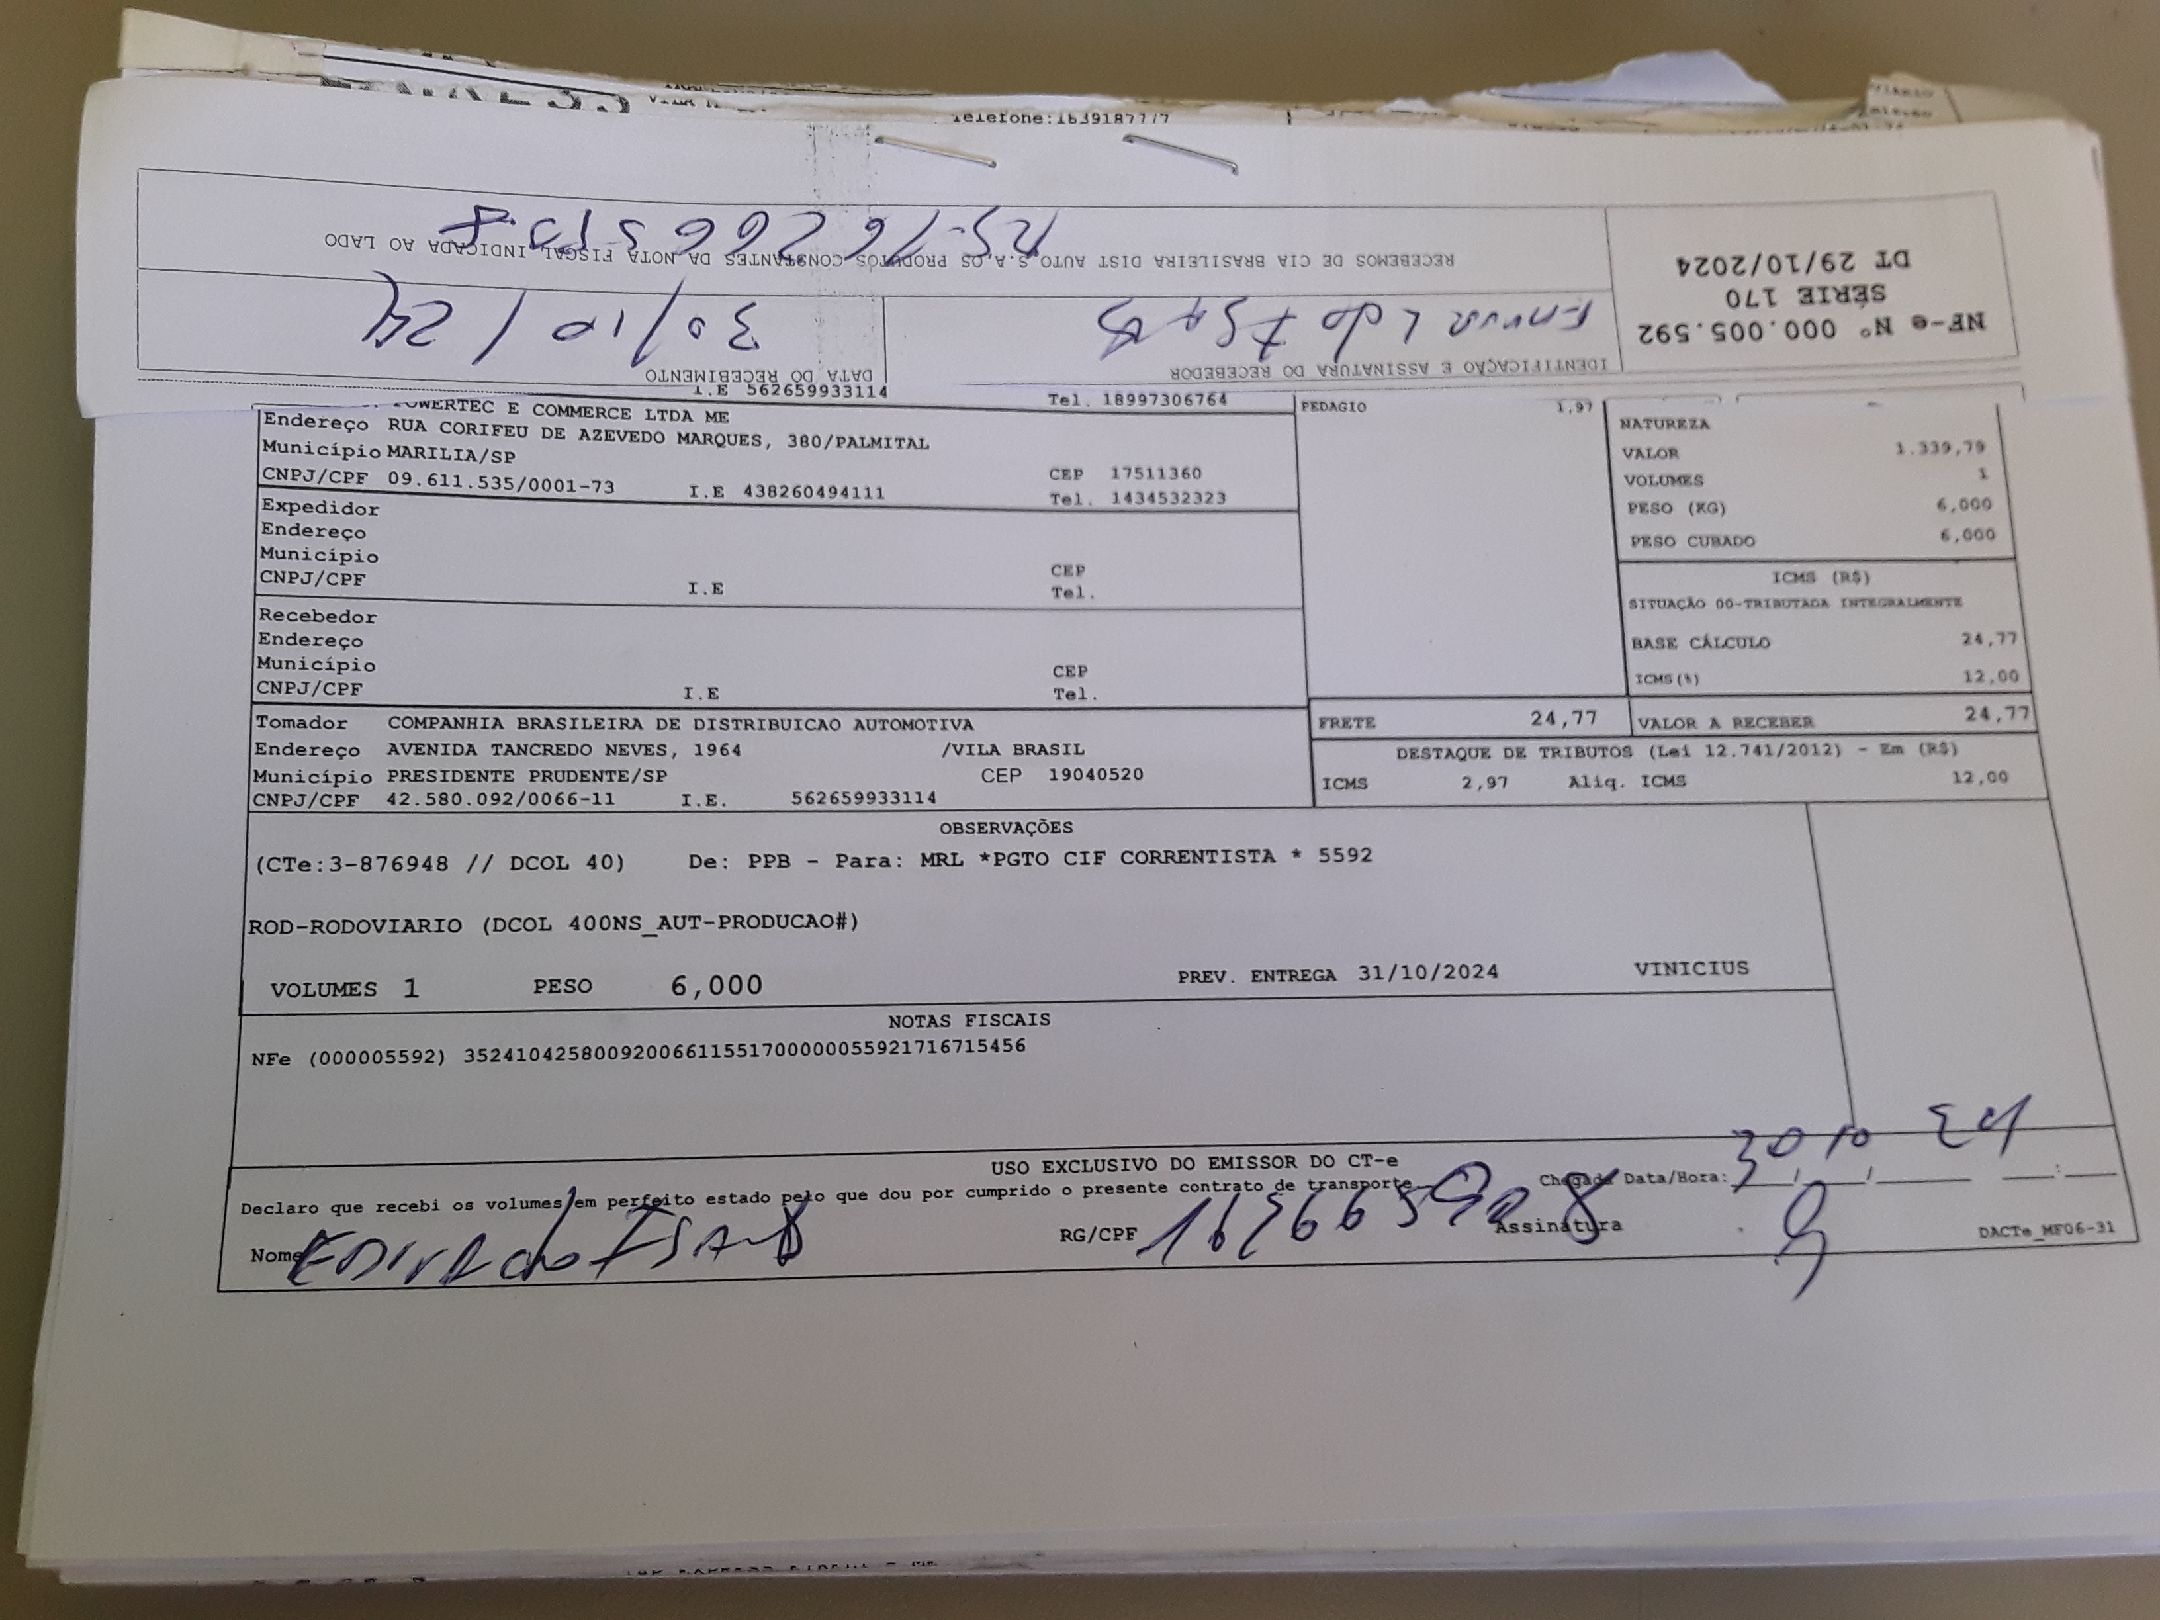 Telefone:1639187777
NF-e Nº 000.005.592
SÉRIE 170
DT 29/10/2024
IDENTIFICAÇÃO E ASSINATURA DO RECEBEDOR
DATA DO RECEBIMENTO
30/10/24
RECEBEMOS DE CIA BRASILEIRA DIST AUTO S.A, OS PRODUTOS CONSTANTES DA NOTA FISCAL INDICADA AO LADO
I.E 562659933114 Tel. 18997306764
POWERTEC E COMMERCE LTDA ME
Endereço RUA CORIFEU DE AZEVEDO MARQUES, 380/PALMITAL
Município MARILIA/SP CEP 17511360
CNPJ/CPF 09.611.535/0001-73 I.E 438260494111 Tel. 1434532323
Expedidor
Endereço
Município CEP
CNPJ/CPF I.E Tel.
Recebedor
Endereço
Município CEP
CNPJ/CPF I.E Tel.
PEDAGIO 1,97
NATUREZA
VALOR 1.339,79
VOLUMES 1
PESO (KG) 6,000
PESO CUBADO 6,000
ICMS (R$)
SITUAÇÃO 00-TRIBUTADA INTEGRALMENTE
BASE CÁLCULO 24,77
ICMS(%) 12,00
Tomador COMPANHIA BRASILEIRA DE DISTRIBUICAO AUTOMOTIVA
Endereço AVENIDA TANCREDO NEVES, 1964 /VILA BRASIL
Município PRESIDENTE PRUDENTE/SP CEP 19040520
CNPJ/CPF 42.580.092/0066-11 I.E. 562659933114
FRETE 24,77 VALOR A RECEBER 24,77
DESTAQUE DE TRIBUTOS (Lei 12.741/2012) - Em (R$)
ICMS 2,97 Aliq. ICMS 12,00
OBSERVAÇÕES
(CTe:3-876948 // DCOL 40) De: PPB - Para: MRL *PGTO CIF CORRENTISTA * 5592
ROD-RODOVIARIO (DCOL 400NS_AUT-PRODUCAO#)
VOLUMES 1 PESO 6,000 PREV. ENTREGA 31/10/2024 VINICIUS
NOTAS FISCAIS
NFe (000005592) 35241042580092006611551700000055921716715456
USO EXCLUSIVO DO EMISSOR DO CT-e
Declaro que recebi os volumes em perfeito estado pelo que dou por cumprido o presente contrato de transporte Chegada Data/Hora: 30/10/24 __:__
Nome RG/CPF Assinatura DACTe_MF06-31